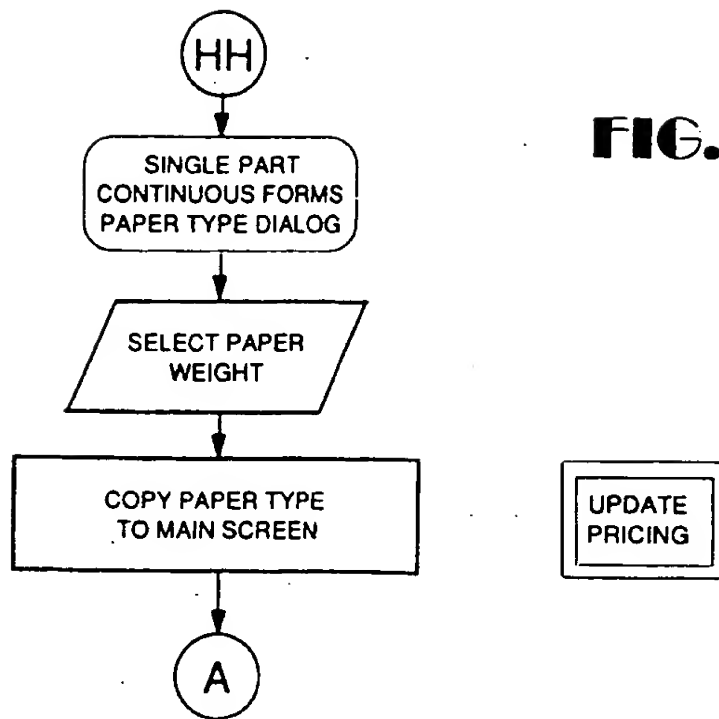 HH
FIG.
SINGLE PART
CONTINUOUS FORMS
PAPER TYPE DIALOG
SELECT PAPER
WEIGHT
COPY PAPER TYPE
TO MAIN SCREEN
UPDATE
PRICING
A